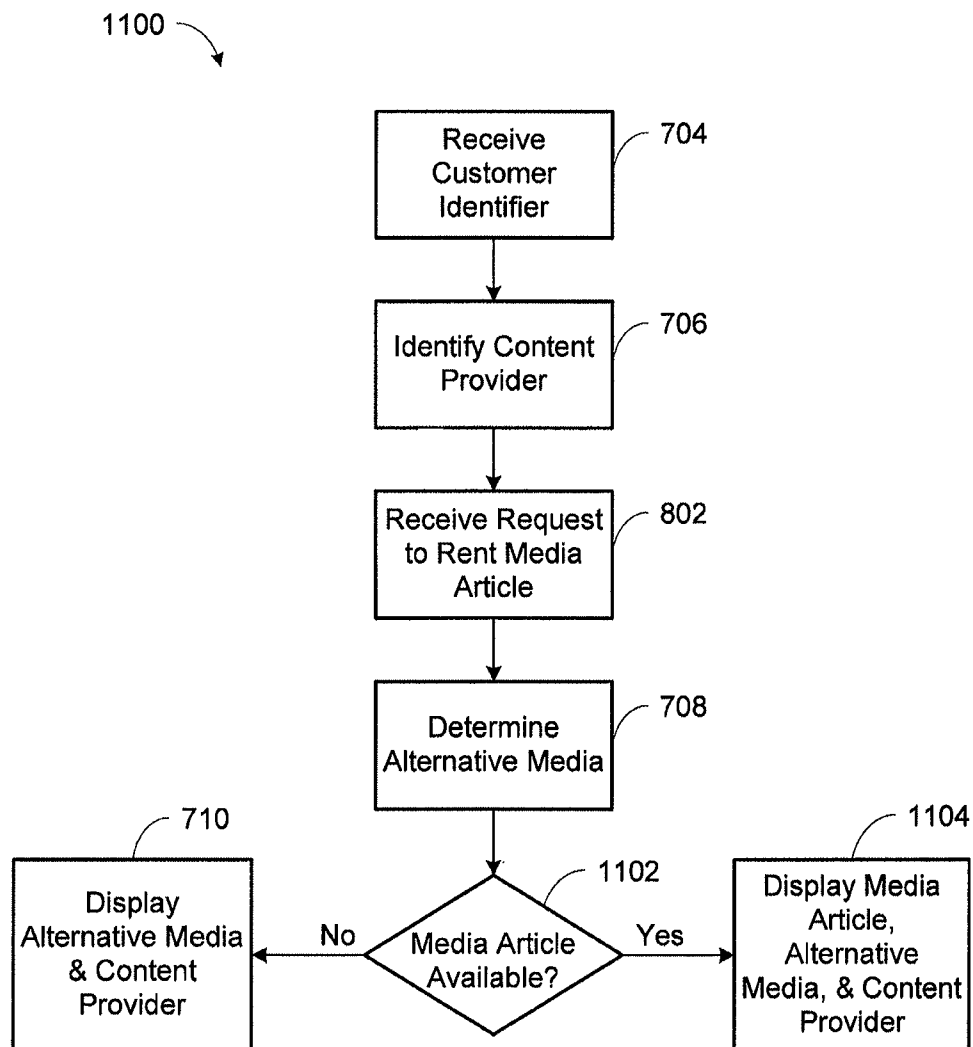 1100
704
Receive
Customer
Identifier
706
Identify Content
Provider
802
Receive Request
to Rent Media
Article
708
Determine
Alternative Media
710
Display
Alternative Media
& Content
Provider
No
1102
Media Article
Available?
Yes
1104
Display Media
Article,
Alternative
Media, & Content
Provider